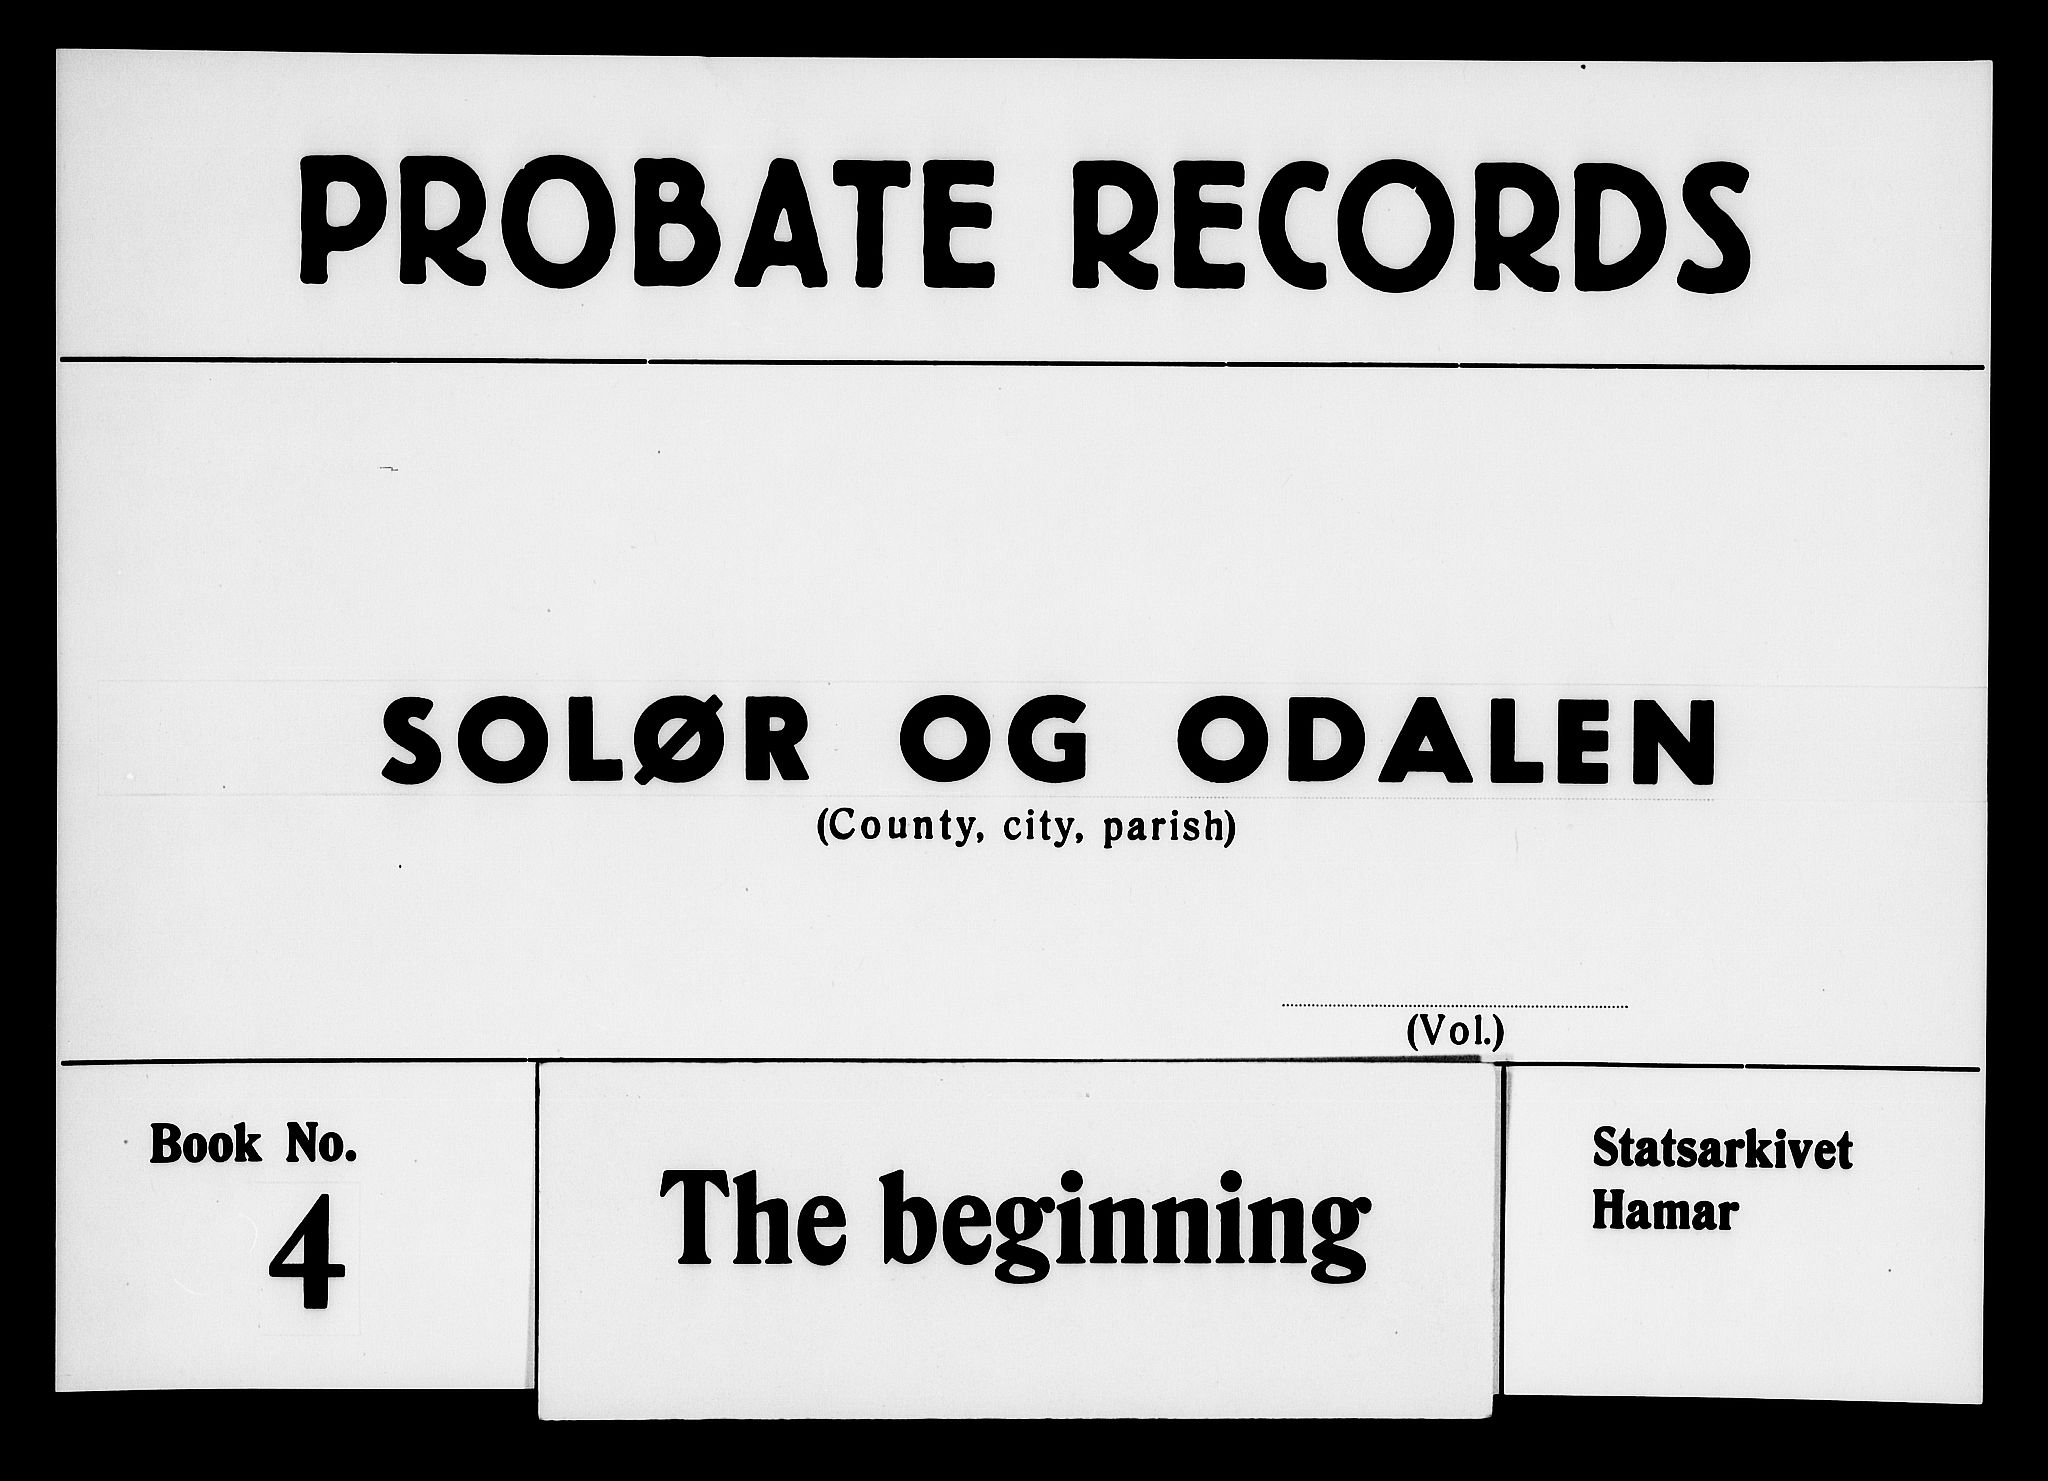 PROBATE RECORDS
SOLØR OG ODALEN
(County, city, parish)
(Vol.)
Book No.
4
The beginning
Statsarkivet
Hamar